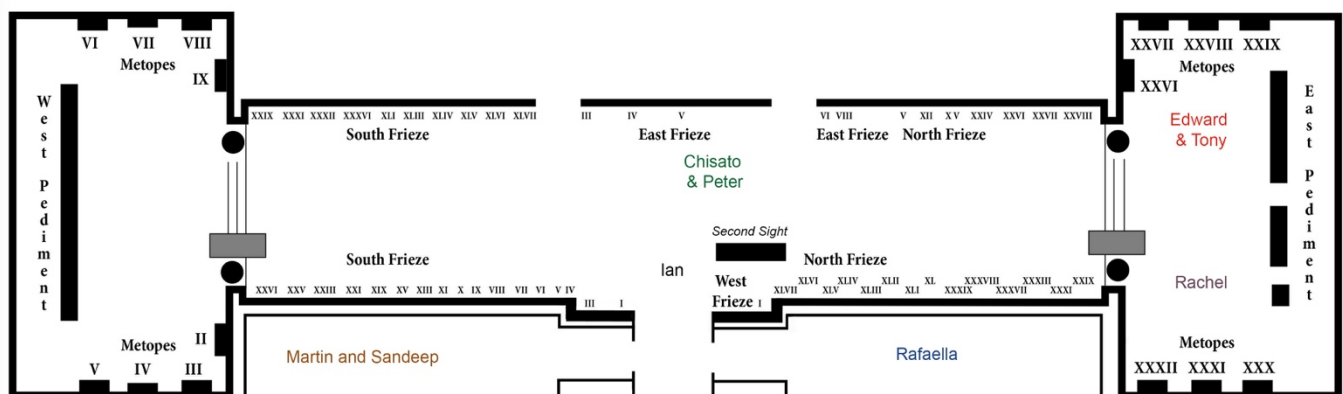 VI VII VIII
Metopes
IX
West Pediment
II
Metopes
V IV III
XXIX XXXI XXXII XXXVI XLI XLIII XLIV XLV XLVI XLVII
South Frieze
III IV V
East Frieze
VI VIII V XII XV XXIV XXVI XXVII XXVIII
East Frieze North Frieze
Chisato
& Peter
Second Sight
Ian
South Frieze
XXVI XXV XXIII XXI XIX XV XIII XI X IX VIII VII VI V IV
III I
West
Frieze I
North Frieze
XLVII XLVI XLV XLIV XLIII XLII XLI XL XXXIX XXXVIII XXXVII XXXIII XXXI XXIX
Martin and Sandeep
Rafaella
XXVII XXVIII XXIX
Metopes
XXVI
Edward
& Tony
East Pediment
Rachel
Metopes
XXXII XXXI XXX